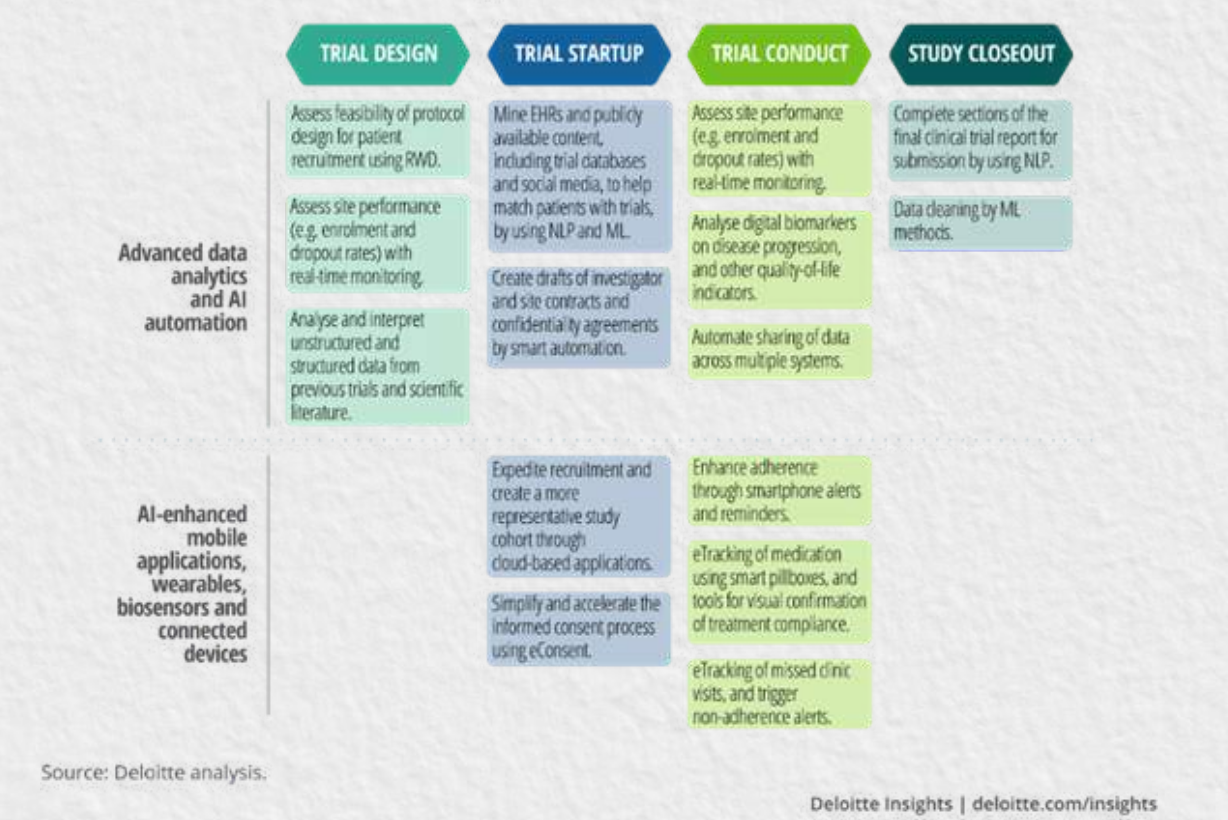 TRIAL DESIGN
TRIAL STARTUP
TRIAL CONDUCT
STUDY CLOSEOUT
Advanced data
analytics
and AI
automation
Assess feasibility of protocol
design for patient
recruitment using RWD.
Assess site performance
(e.g. enrolment and
dropout rates) with
real-time monitoring.
Analyse and interpret
unstructured and
structured data from
previous trials and scientific
literature.
Mine EHRs and publicly
available content,
including trial databases
and social media, to help
match patients with trials,
by using NLP and ML.
Create drafts of investigator
and site contracts and
confidentiality agreements
by smart automation.
Assess site performance
(e.g. enrolment and
dropout rates) with
real-time monitoring.
Analyse digital biomarkers
on disease progression,
and other quality-of-life
indicators.
Automate sharing of data
across multiple systems.
Complete sections of the
final clinical trial report for
submission by using NLP.
Data cleaning by ML
methods.
AI-enhanced
mobile
applications,
wearables,
biosensors and
connected
devices
Expedite recruitment and
create a more
representative study
cohort through
cloud-based applications.
Simplify and accelerate the
informed consent process
using eConsent.
Enhance adherence
through smartphone alerts
and reminders.
eTracking of medication
using smart pillboxes, and
tools for visual confirmation
of treatment compliance.
eTracking of missed clinic
visits, and trigger
non-adherence alerts.
Source: Deloitte analysis.
Deloitte Insights | deloitte.com/insights